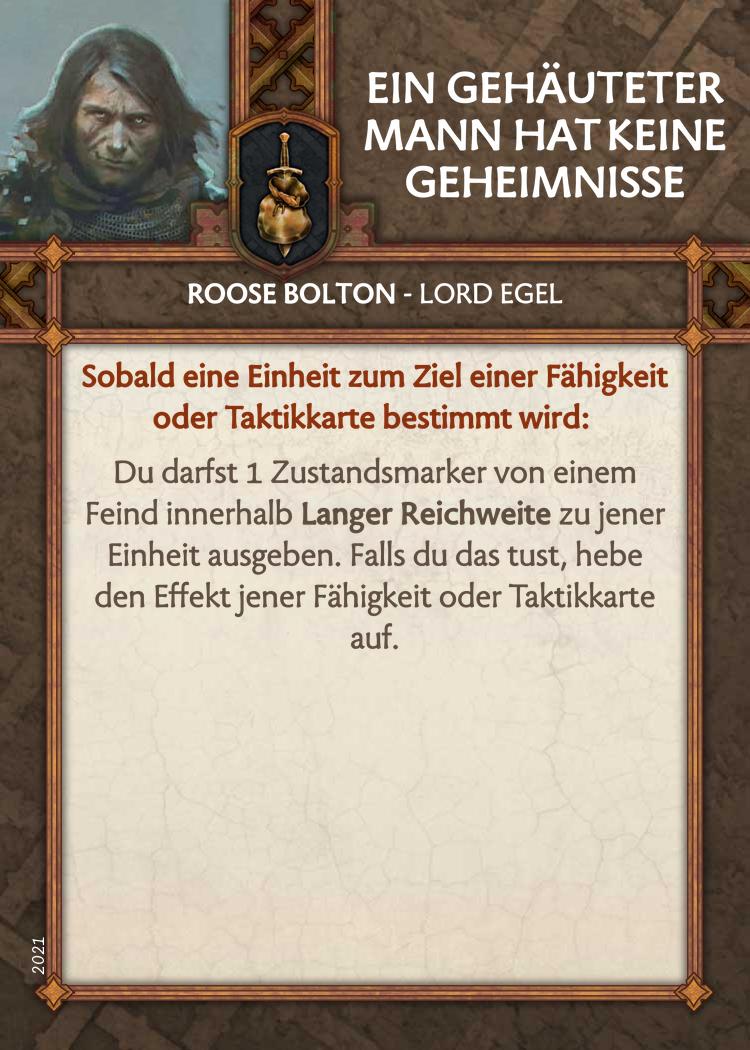 EIN GEHÄUTETER
MANN HAT KEINE
GEHEIMNISSE
ROOSE BOLTON - LORD EGEL
Sobald eine Einheit zum Ziel einer Fähigkeit
oder Taktikkarte bestimmt wird:
Du darfst 1 Zustandsmarker von einem
Feind innerhalb Langer Reichweite zu jener
Einheit ausgeben. Falls du das tust, hebe
den Effekt jener Fähigkeit oder Taktikkarte
auf.
2021